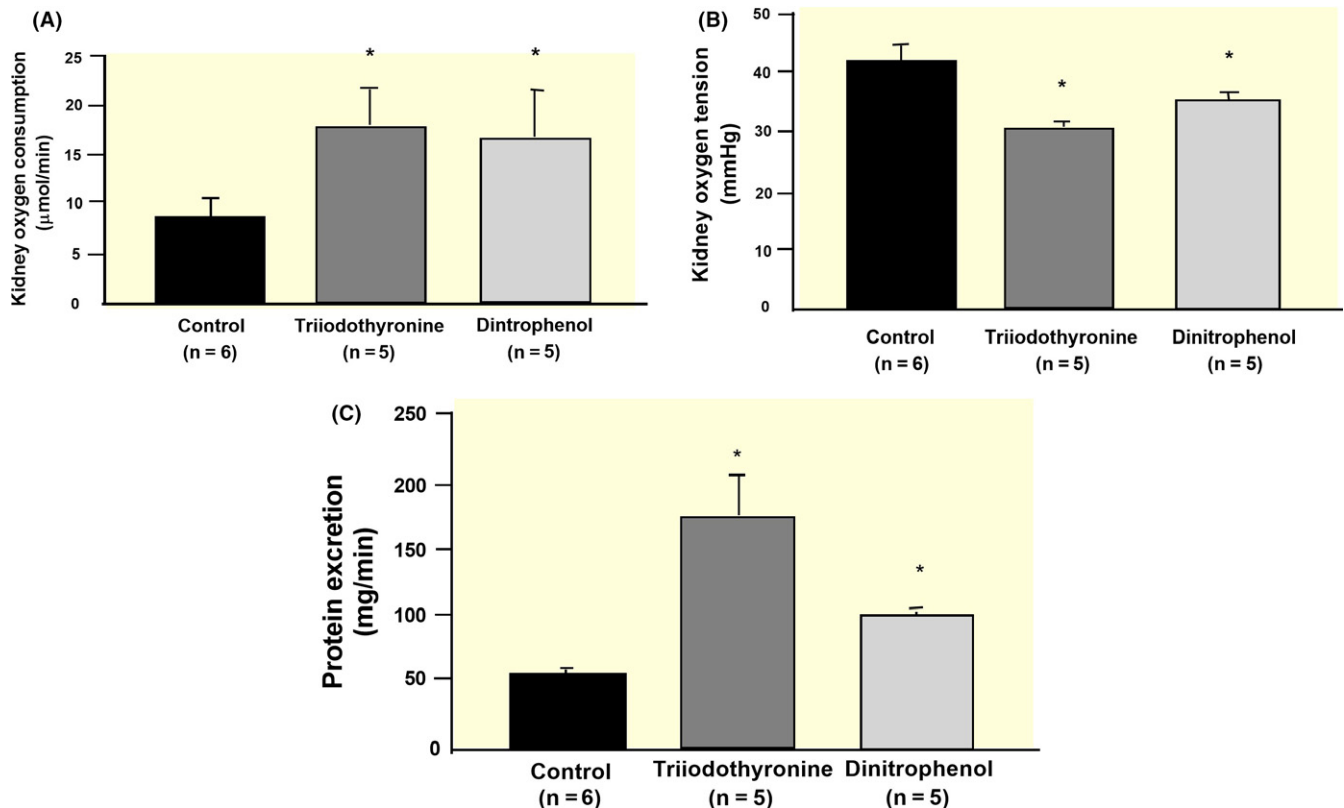 (A)
Kidney oxygen consumption
(μmol/min)
25
20
15
10
5
0
*
*
Control
(n = 6)
Triiodothyronine
(n = 5)
Dintrophenol
(n = 5)
(B)
Kidney oxygen tension
(mmHg)
50
40
30
20
10
0
*
*
Control
(n = 6)
Triiodothyronine
(n = 5)
Dinitrophenol
(n = 5)
(C)
Protein excretion
(mg/min)
250
200
150
100
50
0
*
*
Control
(n = 6)
Triiodothyronine
(n = 5)
Dinitrophenol
(n = 5)